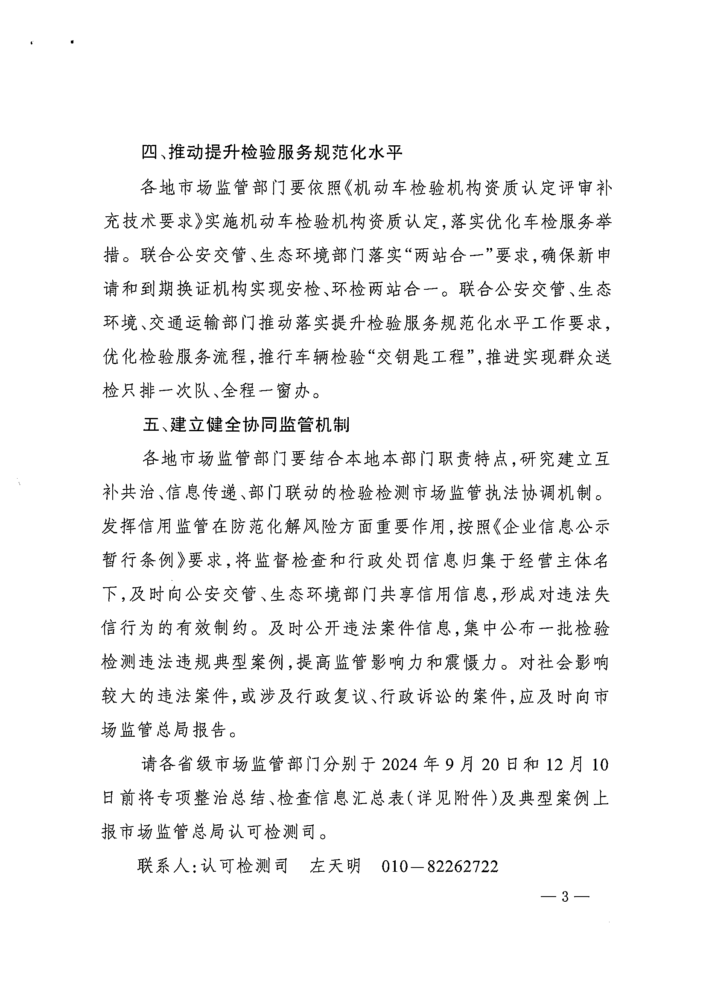 四、推动提升检验服务规范化水平
各地市场监管部门要依照《机动车检验机构资质认定评审补
充技术要求》实施机动车检验机构资质认定,落实优化车检服务举
措。联合公安交管、生态环境部门落实“两站合一”要求,确保新申
请和到期换证机构实现安检、环检两站合一。联合公安交管、生态
环境、交通运输部门推动落实提升检验服务规范化水平工作要求,
优化检验服务流程,推行车辆检验“交钥匙工程”,推进实现群众送
检只排一次队、全程一窗办。
五、建立健全协同监管机制
各地市场监管部门要结合本地本部门职责特点,研究建立互
补共治、信息传递、部门联动的检验检测市场监管执法协调机制。
发挥信用监管在防范化解风险方面重要作用,按照《企业信息公示
暂行条例》要求,将监督检查和行政处罚信息归集于经营主体名
下,及时向公安交管、生态环境部门共享信用信息,形成对违法失
信行为的有效制约。及时公开违法案件信息,集中公布一批检验
检测违法违规典型案例,提高监管影响力和震慑力。对社会影响
较大的违法案件,或涉及行政复议、行政诉讼的案件,应及时向市
场监管总局报告。
请各省级市场监管部门分别于 2024 年 9 月 20 日和 12 月 10
日前将专项整治总结、检查信息汇总表(详见附件)及典型案例上
报市场监管总局认可检测司。
联系人:认可检测司 左天明 010—82262722
— 3 —